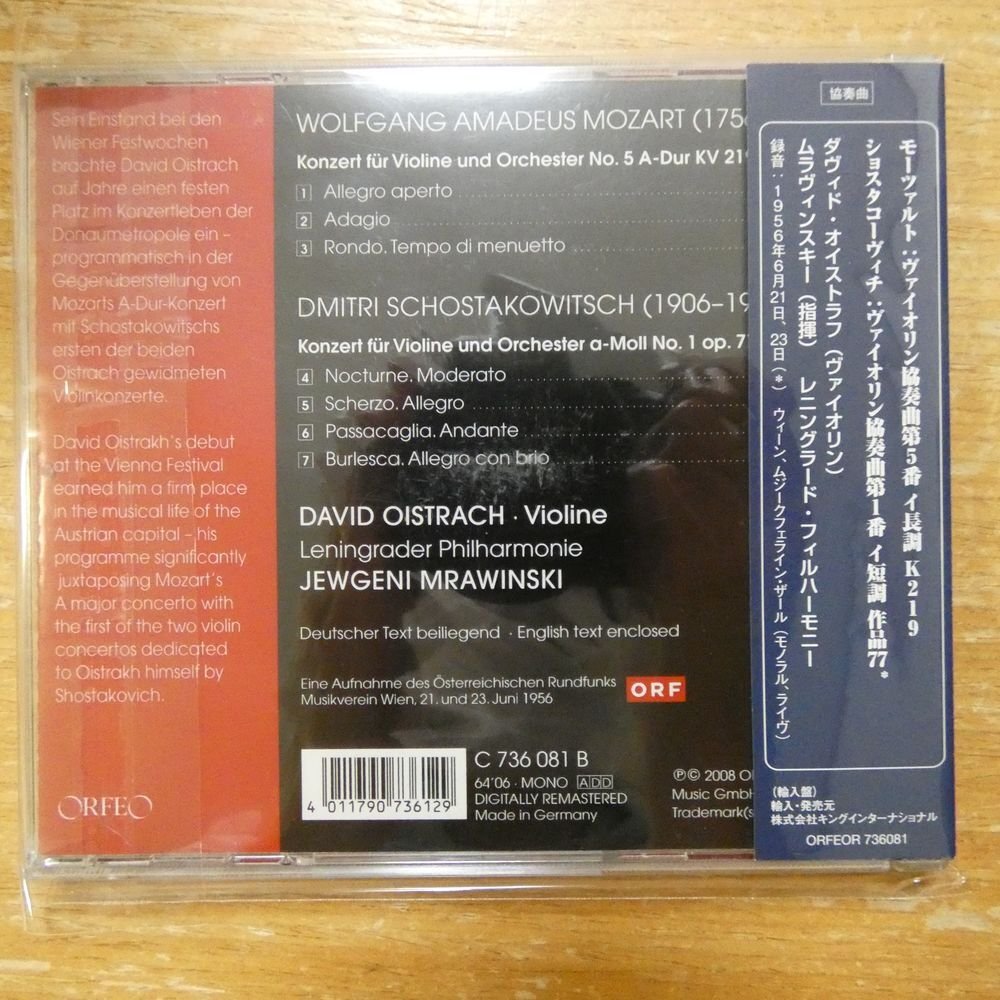 Sein Einstand bei den
Wiener Festwochen
brachte David Oistrach
auf Jahre einen festen
Platz im Konzertleben der
Donaumetropole ein –
programmatisch in der
Gegenüberstellung von
Mozarts A-Dur-Konzert
mit Schostakowitschs
ersten der beiden
Oistrach gewidmeten
Violinkonzerte.
David Oistrakh's debut
at the Vienna Festival
earned him a firm place
in the musical life of the
Austrian capital – his
programme significantly
juxtaposing Mozart's
A major concerto with
the first of the two violin
concertos dedicated
to Oistrakh himself by
Shostakovich.
ORFEO
WOLFGANG AMADEUS MOZART (1756
Konzert für Violine und Orchester No. 5 A-Dur KV 219
1 Allegro aperto
2 Adagio
3 Rondo. Tempo di menuetto
DMITRI SCHOSTAKOWITSCH (1906–19
Konzert für Violine und Orchester a-Moll No. 1 op. 77
4 Nocturne. Moderato
5 Scherzo. Allegro
6 Passacaglia. Andante
7 Burlesca. Allegro con brio
DAVID OISTRACH · Violine
Leningrader Philharmonie
JEWGENI MRAWINSKI
Deutscher Text beiliegend · English text enclosed
Eine Aufnahme des Österreichischen Rundfunks
Musikverein Wien, 21. und 23. Juni 1956
ORF
4 011790 736129
C 736 081 B
64'06 · MONO ADD
DIGITALLY REMASTERED
Made in Germany
℗© 2008 O
Music GmbH
Trademark(s
協奏曲
モーツァルト:ヴァイオリン協奏曲第5番 イ長調 K219
ショスタコーヴィチ:ヴァイオリン協奏曲第1番 イ短調 作品77*
ダヴィド・オイストラフ(ヴァイオリン)
ムラヴィンスキー(指揮) レニングラード・フィルハーモニー
録音:1956年6月21日、23日(*) ウィーン、ムジークフェライン・ザール(モノラル、ライヴ)
(輸入盤)
輸入・発売元
株式会社キングインターナショナル
ORFEOR 736081